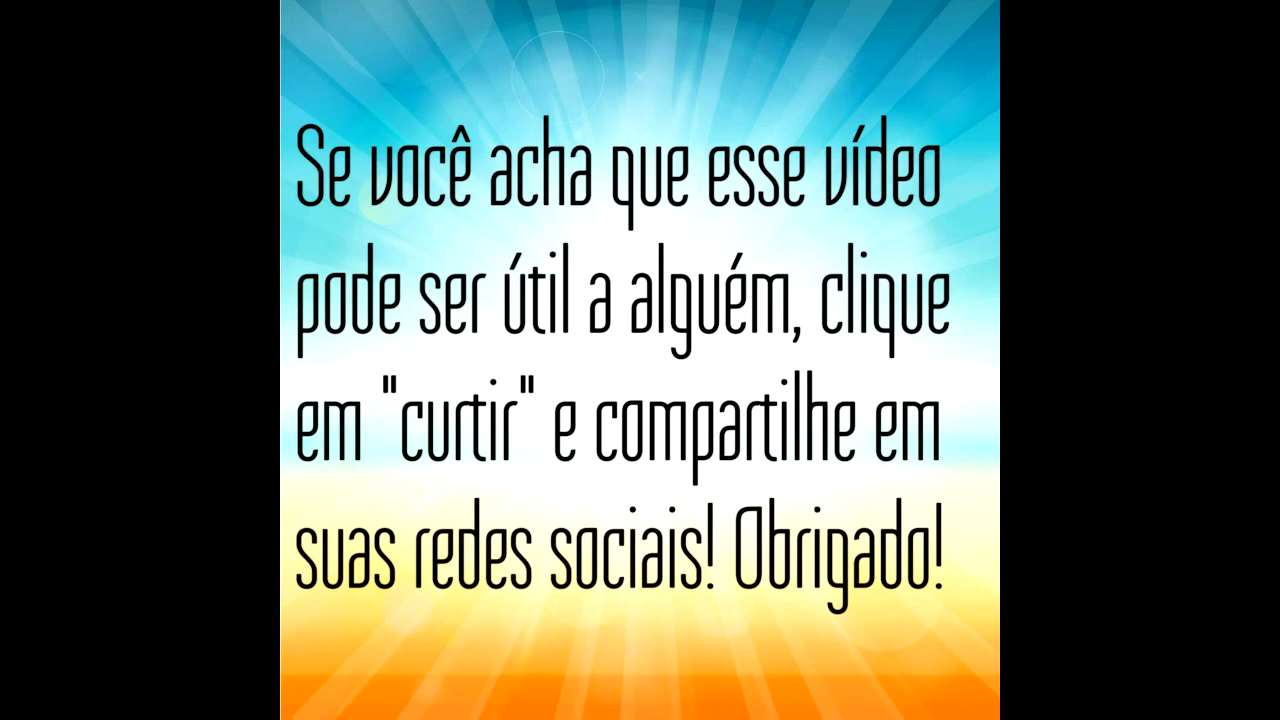 Se você acha que esse vídeo
pode ser útil a alguém, clique
em "curtir" e compartilhe em
suas redes sociais! Obrigado!